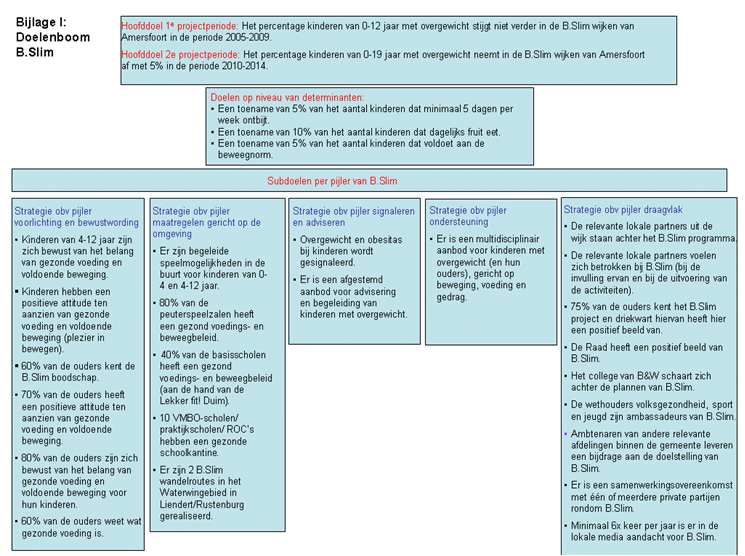 Bijlage I:
Doelenboom
B.Slim
Hoofddoel 1e projectperiode: Het percentage kinderen van 0-12 jaar met overgewicht stijgt niet verder in de B.Slim wijken van
Amersfoort in de periode 2005-2009.
Hoofddoel 2e projectperiode: Het percentage kinderen van 0-19 jaar met overgewicht neemt in de B.Slim wijken van Amersfoort
af met 5% in de periode 2010-2014.
Doelen op niveau van determinanten:
▪ Een toename van 5% van het aantal kinderen dat minimaal 5 dagen per
week ontbijt.
▪ Een toename van 10% van het aantal kinderen dat dagelijks fruit eet.
▪ Een toename van 5% van het aantal kinderen dat voldoet aan de
beweegnorm.
Subdoelen per pijler van B.Slim
Strategie obv pijler
voorlichting en bewustwording
▪ Kinderen van 4-12 jaar zijn
zich bewust van het belang
van gezonde voeding en
voldoende beweging.
▪ Kinderen hebben een
positieve attitude ten
aanzien van gezonde
voeding en voldoende
beweging (plezier in
bewegen).
▪ 60% van de ouders kent de
B.Slim boodschap.
▪ 70% van de ouders heeft
een positieve attitude ten
aanzien van gezonde
voeding en voldoende
beweging.
▪ 80% van de ouders zijn zich
bewust van het belang van
gezonde voeding en
voldoende beweging voor
hun kinderen.
▪ 60% van de ouders weet wat
gezonde voeding is.
Strategie obv pijler
maatregelen gericht op de
omgeving
▪ Er zijn begeleide
speelmogelijkheden in de
buurt voor kinderen van 0-
4 en 4-12 jaar.
▪ 80% van de
peuterspeelzalen heeft
een gezond voedings- en
beweegbeleid.
▪ 40% van de basisscholen
heeft een gezond
voedings- en beweegbeleid
(aan de hand van de
Lekker fit! Duim).
▪ 10 VMBO-scholen/
praktijkscholen/ ROC's
hebben een gezonde
schoolkantine.
▪ Er zijn 2 B.Slim
wandelroutes in het
Waterwingebied in
Liendert/Rustenburg
gerealiseerd.
Strategie obv pijler signaleren
en adviseren
▪ Overgewicht en obesitas
bij kinderen wordt
gesignaleerd.
▪ Er is een afgestemd
aanbod voor advisering
en begeleiding van
kinderen met overgewicht.
Strategie obv pijler
ondersteuning
▪ Er is een multidisciplinair
aanbod voor kinderen met
overgewicht (en hun
ouders), gericht op
beweging, voeding en
gedrag.
Strategie obv pijler draagvlak
▪ De relevante lokale partners uit de
wijk staan achter het B.Slim programma.
▪ De relevante lokale partners voelen
zich betrokken bij B.Slim (bij de
invulling ervan en bij de uitvoering van
de activiteiten).
▪ 75% van de ouders kent het B.Slim
project en driekwart hiervan heeft hier
een positief beeld van.
▪ De Raad heeft een positief beeld van
B.Slim.
▪ Het college van B&W schaart zich
achter de plannen van B.Slim.
▪ De wethouders volksgezondheid, sport
en jeugd zijn ambassadeurs van B.Slim.
▪ Ambtenaren van andere relevante
afdelingen binnen de gemeente leveren
een bijdrage aan de doelstelling van
B.Slim.
▪ Er is een samenwerkingsovereenkomst
met één of meerdere private partijen
rondom B.Slim.
▪ Minimaal 6x keer per jaar is er in de
lokale media aandacht voor B.Slim.